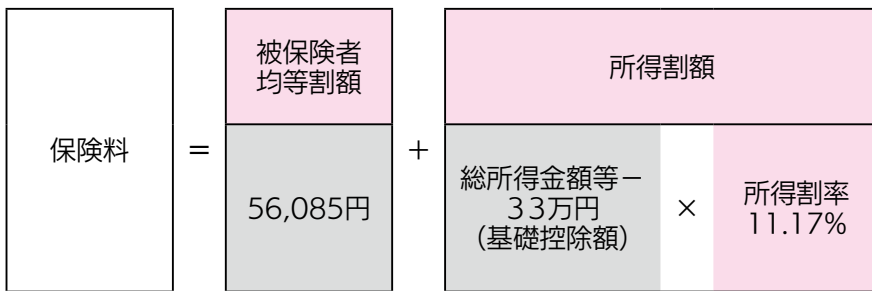 保険料
＝
被保険者
均等割額
56,085円
＋
所得割額
総所得金額等－
33万円
（基礎控除額）
×
所得割率
11.17%